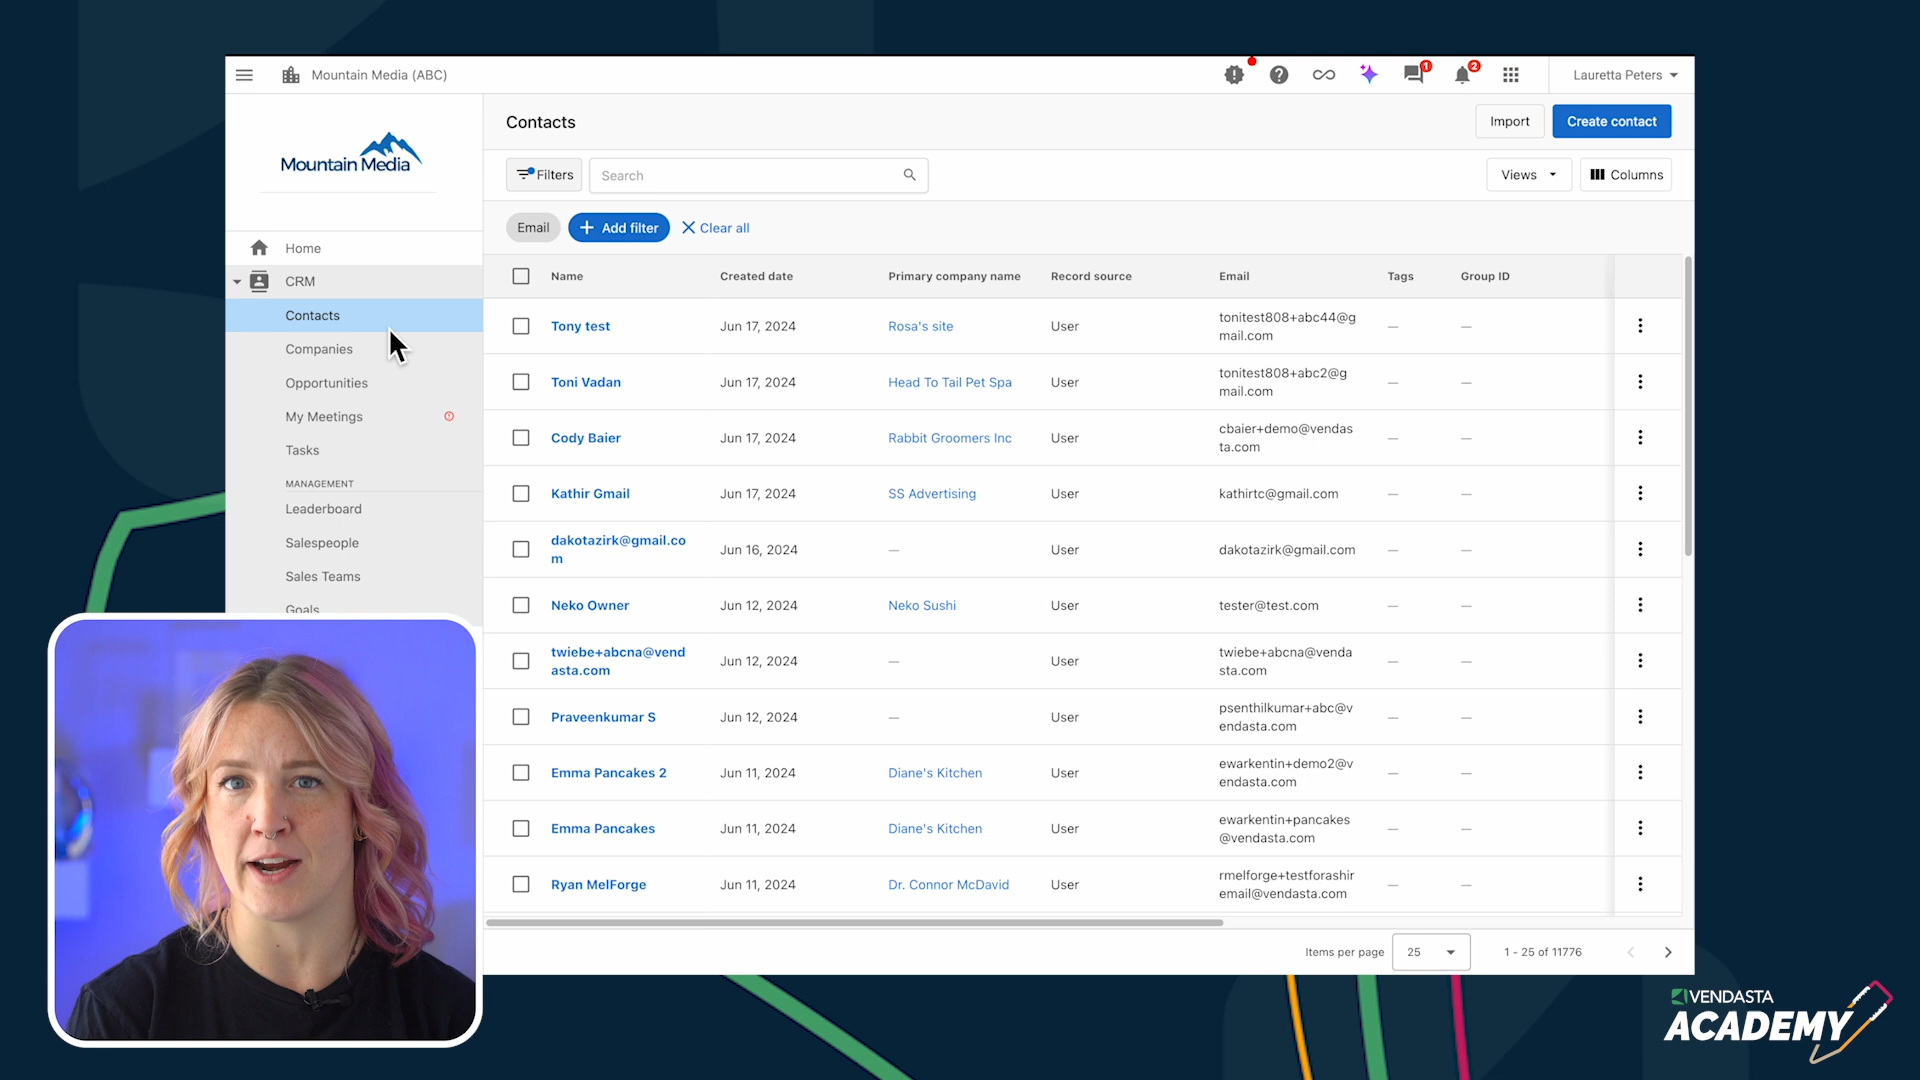 Mountain Media (ABC)
1
2
Lauretta Peters
Mountain Media
Home
CRM
Contacts
Companies
Opportunities
My Meetings
Tasks
MANAGEMENT
Leaderboard
Salespeople
Sales Teams
Goals
Contacts
Import
Create contact
Filters
Search
Views
Columns
Email
Add filter
Clear all
Name Created date Primary company name Record source Email Tags Group ID
Tony test Jun 17, 2024 Rosa's site User tonitest808+abc44@g
mail.com — —
Toni Vadan Jun 17, 2024 Head To Tail Pet Spa User tonitest808+abc2@g
mail.com — —
Cody Baier Jun 17, 2024 Rabbit Groomers Inc User cbaier+demo@vendas
ta.com — —
Kathir Gmail Jun 17, 2024 SS Advertising User kathirtc@gmail.com — —
dakotazirk@gmail.co
m Jun 16, 2024 — User dakotazirk@gmail.com — —
Neko Owner Jun 12, 2024 Neko Sushi User tester@test.com — —
twiebe+abcna@vend
asta.com Jun 12, 2024 — User twiebe+abcna@venda
sta.com — —
Praveenkumar S Jun 12, 2024 — User psenthilkumar+abc@v
endasta.com — —
Emma Pancakes 2 Jun 11, 2024 Diane's Kitchen User ewarkentin+demo2@v
endasta.com — —
Emma Pancakes Jun 11, 2024 Diane's Kitchen User ewarkentin+pancakes
@vendasta.com — —
Ryan MelForge Jun 11, 2024 Dr. Connor McDavid User rmelforge+testforashir
email@vendasta.com — —
Items per page 25 1 - 25 of 11776
VENDASTA
ACADEMY